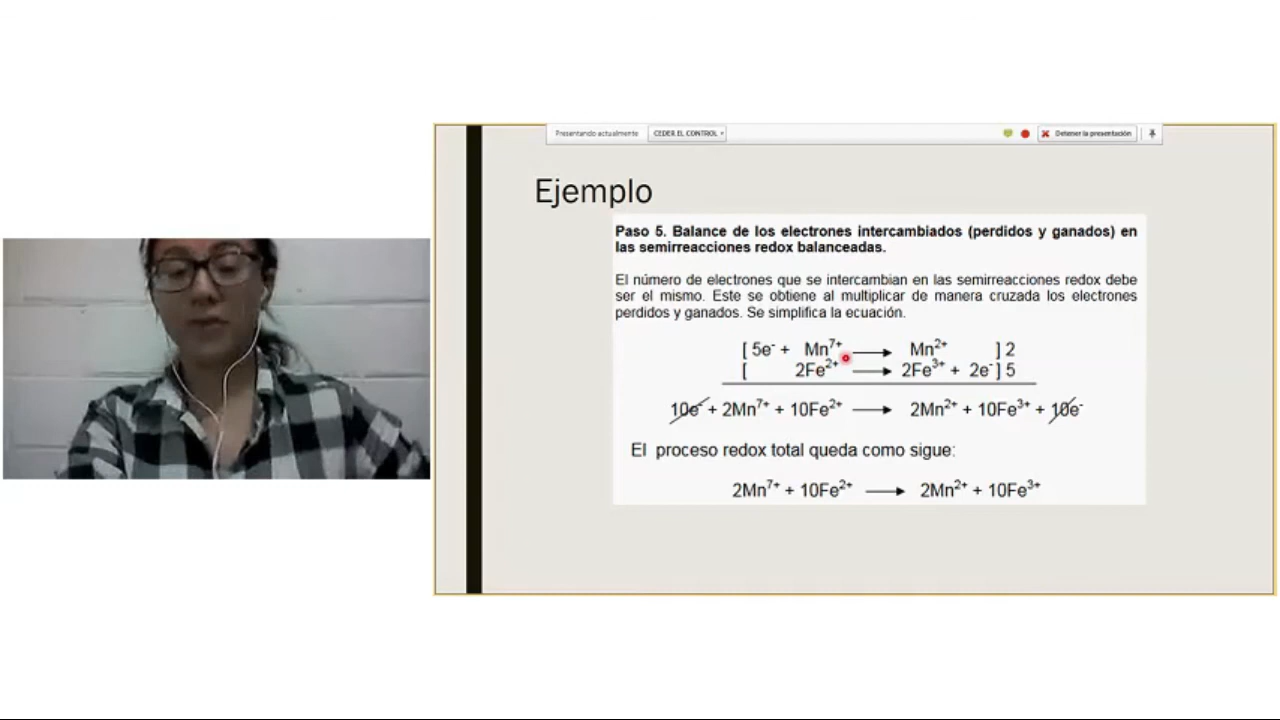 Presentando actualmente CEDER EL CONTROL Detener la presentación
Ejemplo
Paso 5. Balance de los electrones intercambiados (perdidos y ganados) en
las semirreacciones redox balanceadas.
El número de electrones que se intercambian en las semirreacciones redox debe
ser el mismo. Este se obtiene al multiplicar de manera cruzada los electrones
perdidos y ganados. Se simplifica la ecuación.
[ 5e⁻ + Mn⁷⁺ ⟶ Mn²⁺ ] 2
[ 2Fe²⁺ ⟶ 2Fe³⁺ + 2e⁻ ] 5
10e⁻ + 2Mn⁷⁺ + 10Fe²⁺ ⟶ 2Mn²⁺ + 10Fe³⁺ + 10e⁻
El proceso redox total queda como sigue:
2Mn⁷⁺ + 10Fe²⁺ ⟶ 2Mn²⁺ + 10Fe³⁺